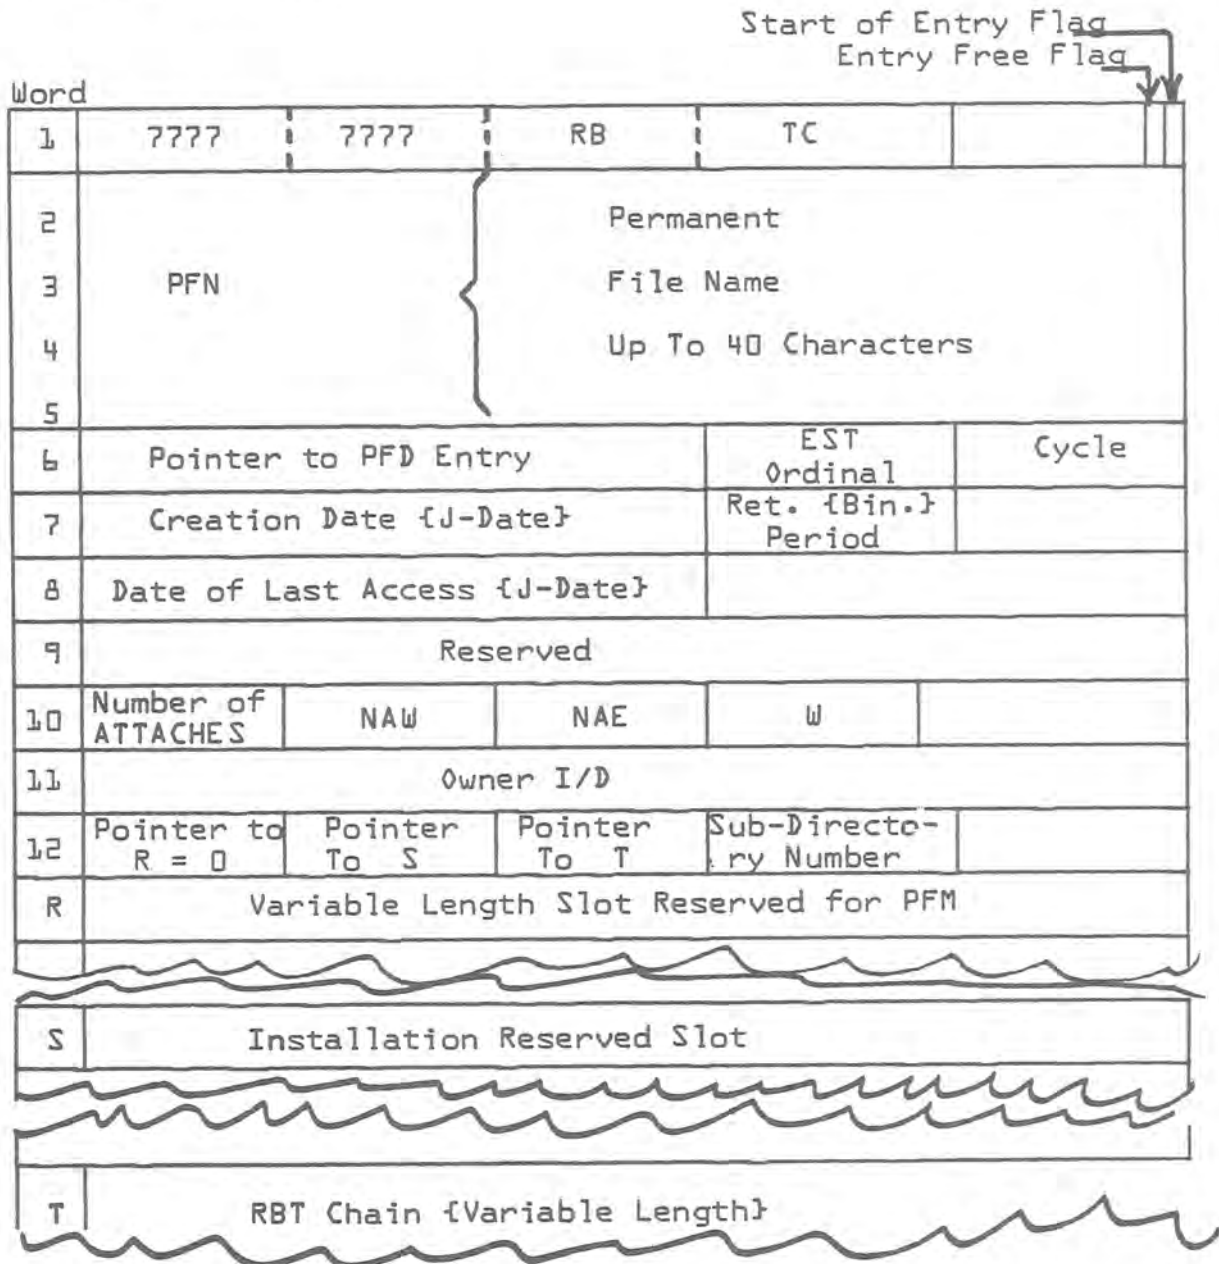 Start of Entry Flag
Entry Free Flag
Word
1 7777 7777 RB TC
2 Permanent
3 PFN File Name
4 Up To 40 Characters
5
6 Pointer to PFD Entry EST Ordinal Cycle
7 Creation Date {J-Date} Ret. {Bin.} Period
8 Date of Last Access {J-Date}
9 Reserved
10 Number of ATTACHES NAW NAE W
11 Owner I/D
12 Pointer to R = 0 Pointer To S Pointer To T Sub-Directo-ry Number
R Variable Length Slot Reserved for PFM
S Installation Reserved Slot
T RBT Chain {Variable Length}